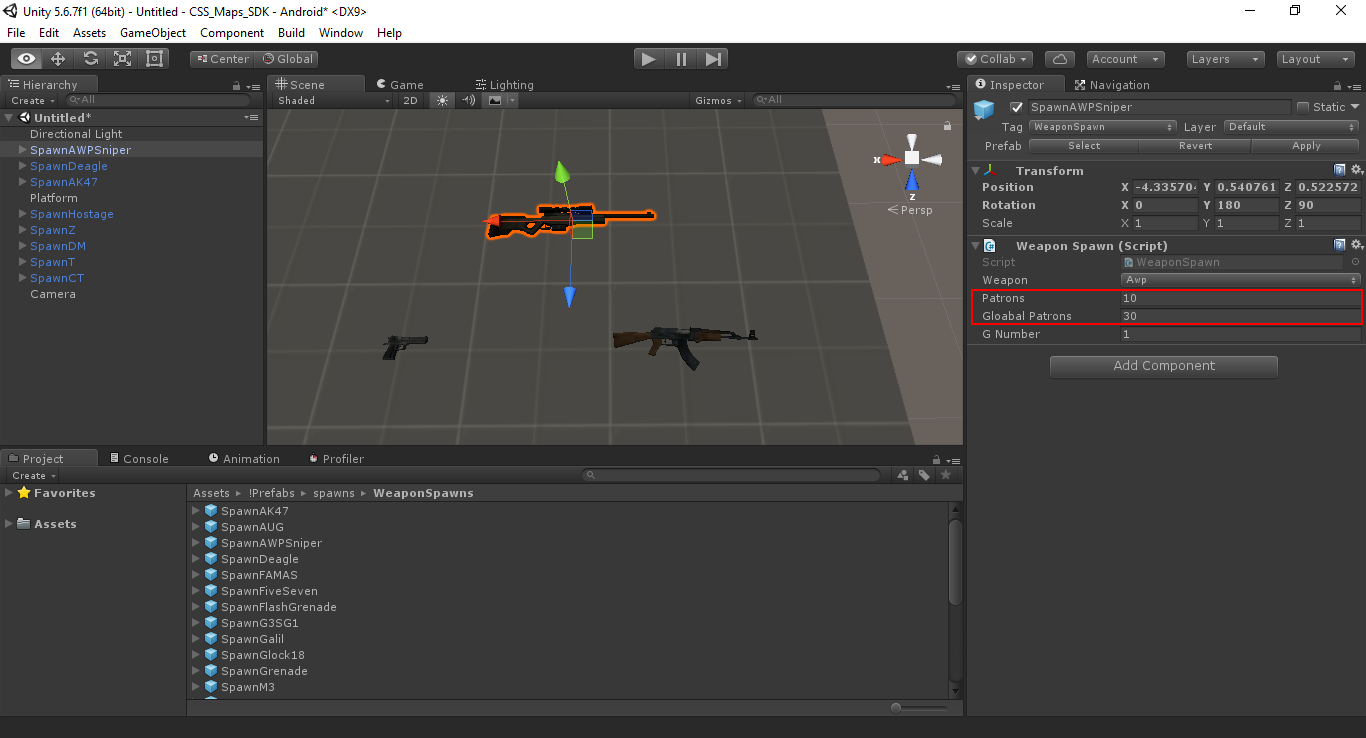 Unity 5.6.7f1 (64bit) - Untitled - CSS_Maps_SDK - Android* <DX9>
File Edit Assets GameObject Component Build Window Help
Center Global Collab Account Layers Layout
Hierarchy
Create All
Untitled*
Directional Light
SpawnAWPSniper
SpawnDeagle
SpawnAK47
Platform
SpawnHostage
SpawnZ
SpawnDM
SpawnT
SpawnCT
Camera
Scene Game Lighting
Shaded 2D Gizmos All
x
z
Persp
Inspector Navigation
SpawnAWPSniper Static
Tag WeaponSpawn Layer Default
Prefab Select Revert Apply
Transform
Position X -4.335704 Y 0.540761 Z 0.522572
Rotation X 0 Y 180 Z 90
Scale X 1 Y 1 Z 1
Weapon Spawn (Script)
Script WeaponSpawn
Weapon Awp
Patrons 10
Gloabal Patrons 30
G Number 1
Add Component
Project Console Animation Profiler
Create
Favorites
Assets
Assets ▸ !Prefabs ▸ spawns ▸ WeaponSpawns
SpawnAK47
SpawnAUG
SpawnAWPSniper
SpawnDeagle
SpawnFAMAS
SpawnFiveSeven
SpawnFlashGrenade
SpawnG3SG1
SpawnGalil
SpawnGlock18
SpawnGrenade
SpawnM3